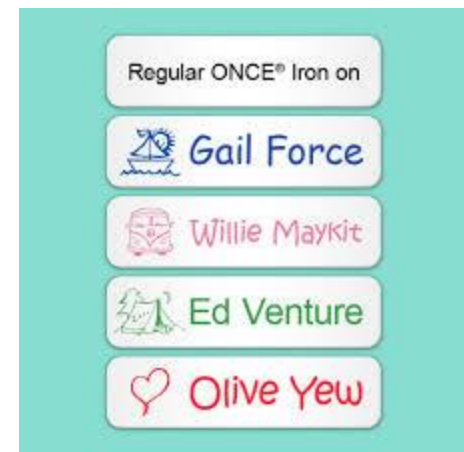 Regular ONCE® Iron on
Gail Force
Willie Maykit
Ed Venture
Olive Yew